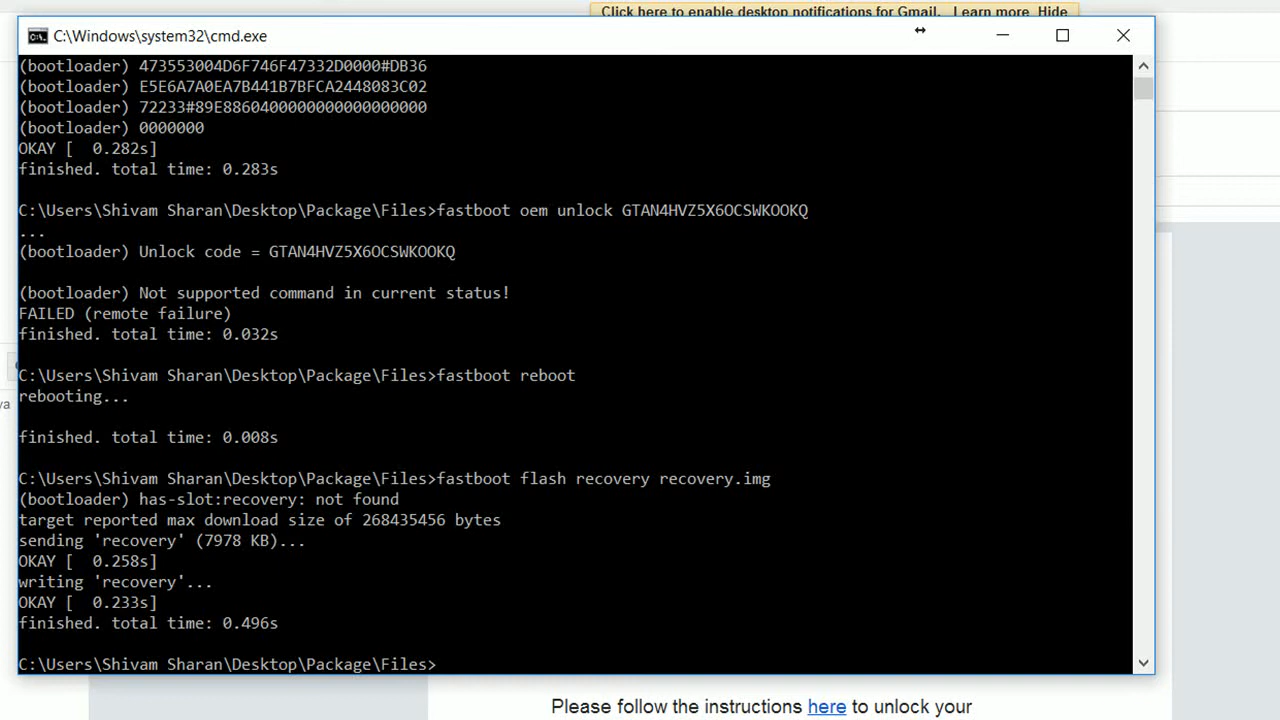 Click here to enable desktop notifications for Gmail. Learn more Hide
C:\Windows\system32\cmd.exe
(bootloader) 473553004D6F746F47332D0000#DB36
(bootloader) E5E6A7A0EA7B441B7BFCA2448083C02
(bootloader) 72233#89E88604000000000000000000
(bootloader) 0000000
OKAY [  0.282s]
finished. total time: 0.283s
C:\Users\Shivam Sharan\Desktop\Package\Files>fastboot oem unlock GTAN4HVZ5X6OCSWKOOKQ
...
(bootloader) Unlock code = GTAN4HVZ5X6OCSWKOOKQ
(bootloader) Not supported command in current status!
FAILED (remote failure)
finished. total time: 0.032s
C:\Users\Shivam Sharan\Desktop\Package\Files>fastboot reboot
rebooting...
finished. total time: 0.008s
C:\Users\Shivam Sharan\Desktop\Package\Files>fastboot flash recovery recovery.img
(bootloader) has-slot:recovery: not found
target reported max download size of 268435456 bytes
sending 'recovery' (7978 KB)...
OKAY [  0.258s]
writing 'recovery'...
OKAY [  0.233s]
finished. total time: 0.496s
C:\Users\Shivam Sharan\Desktop\Package\Files>
Please follow the instructions here to unlock your